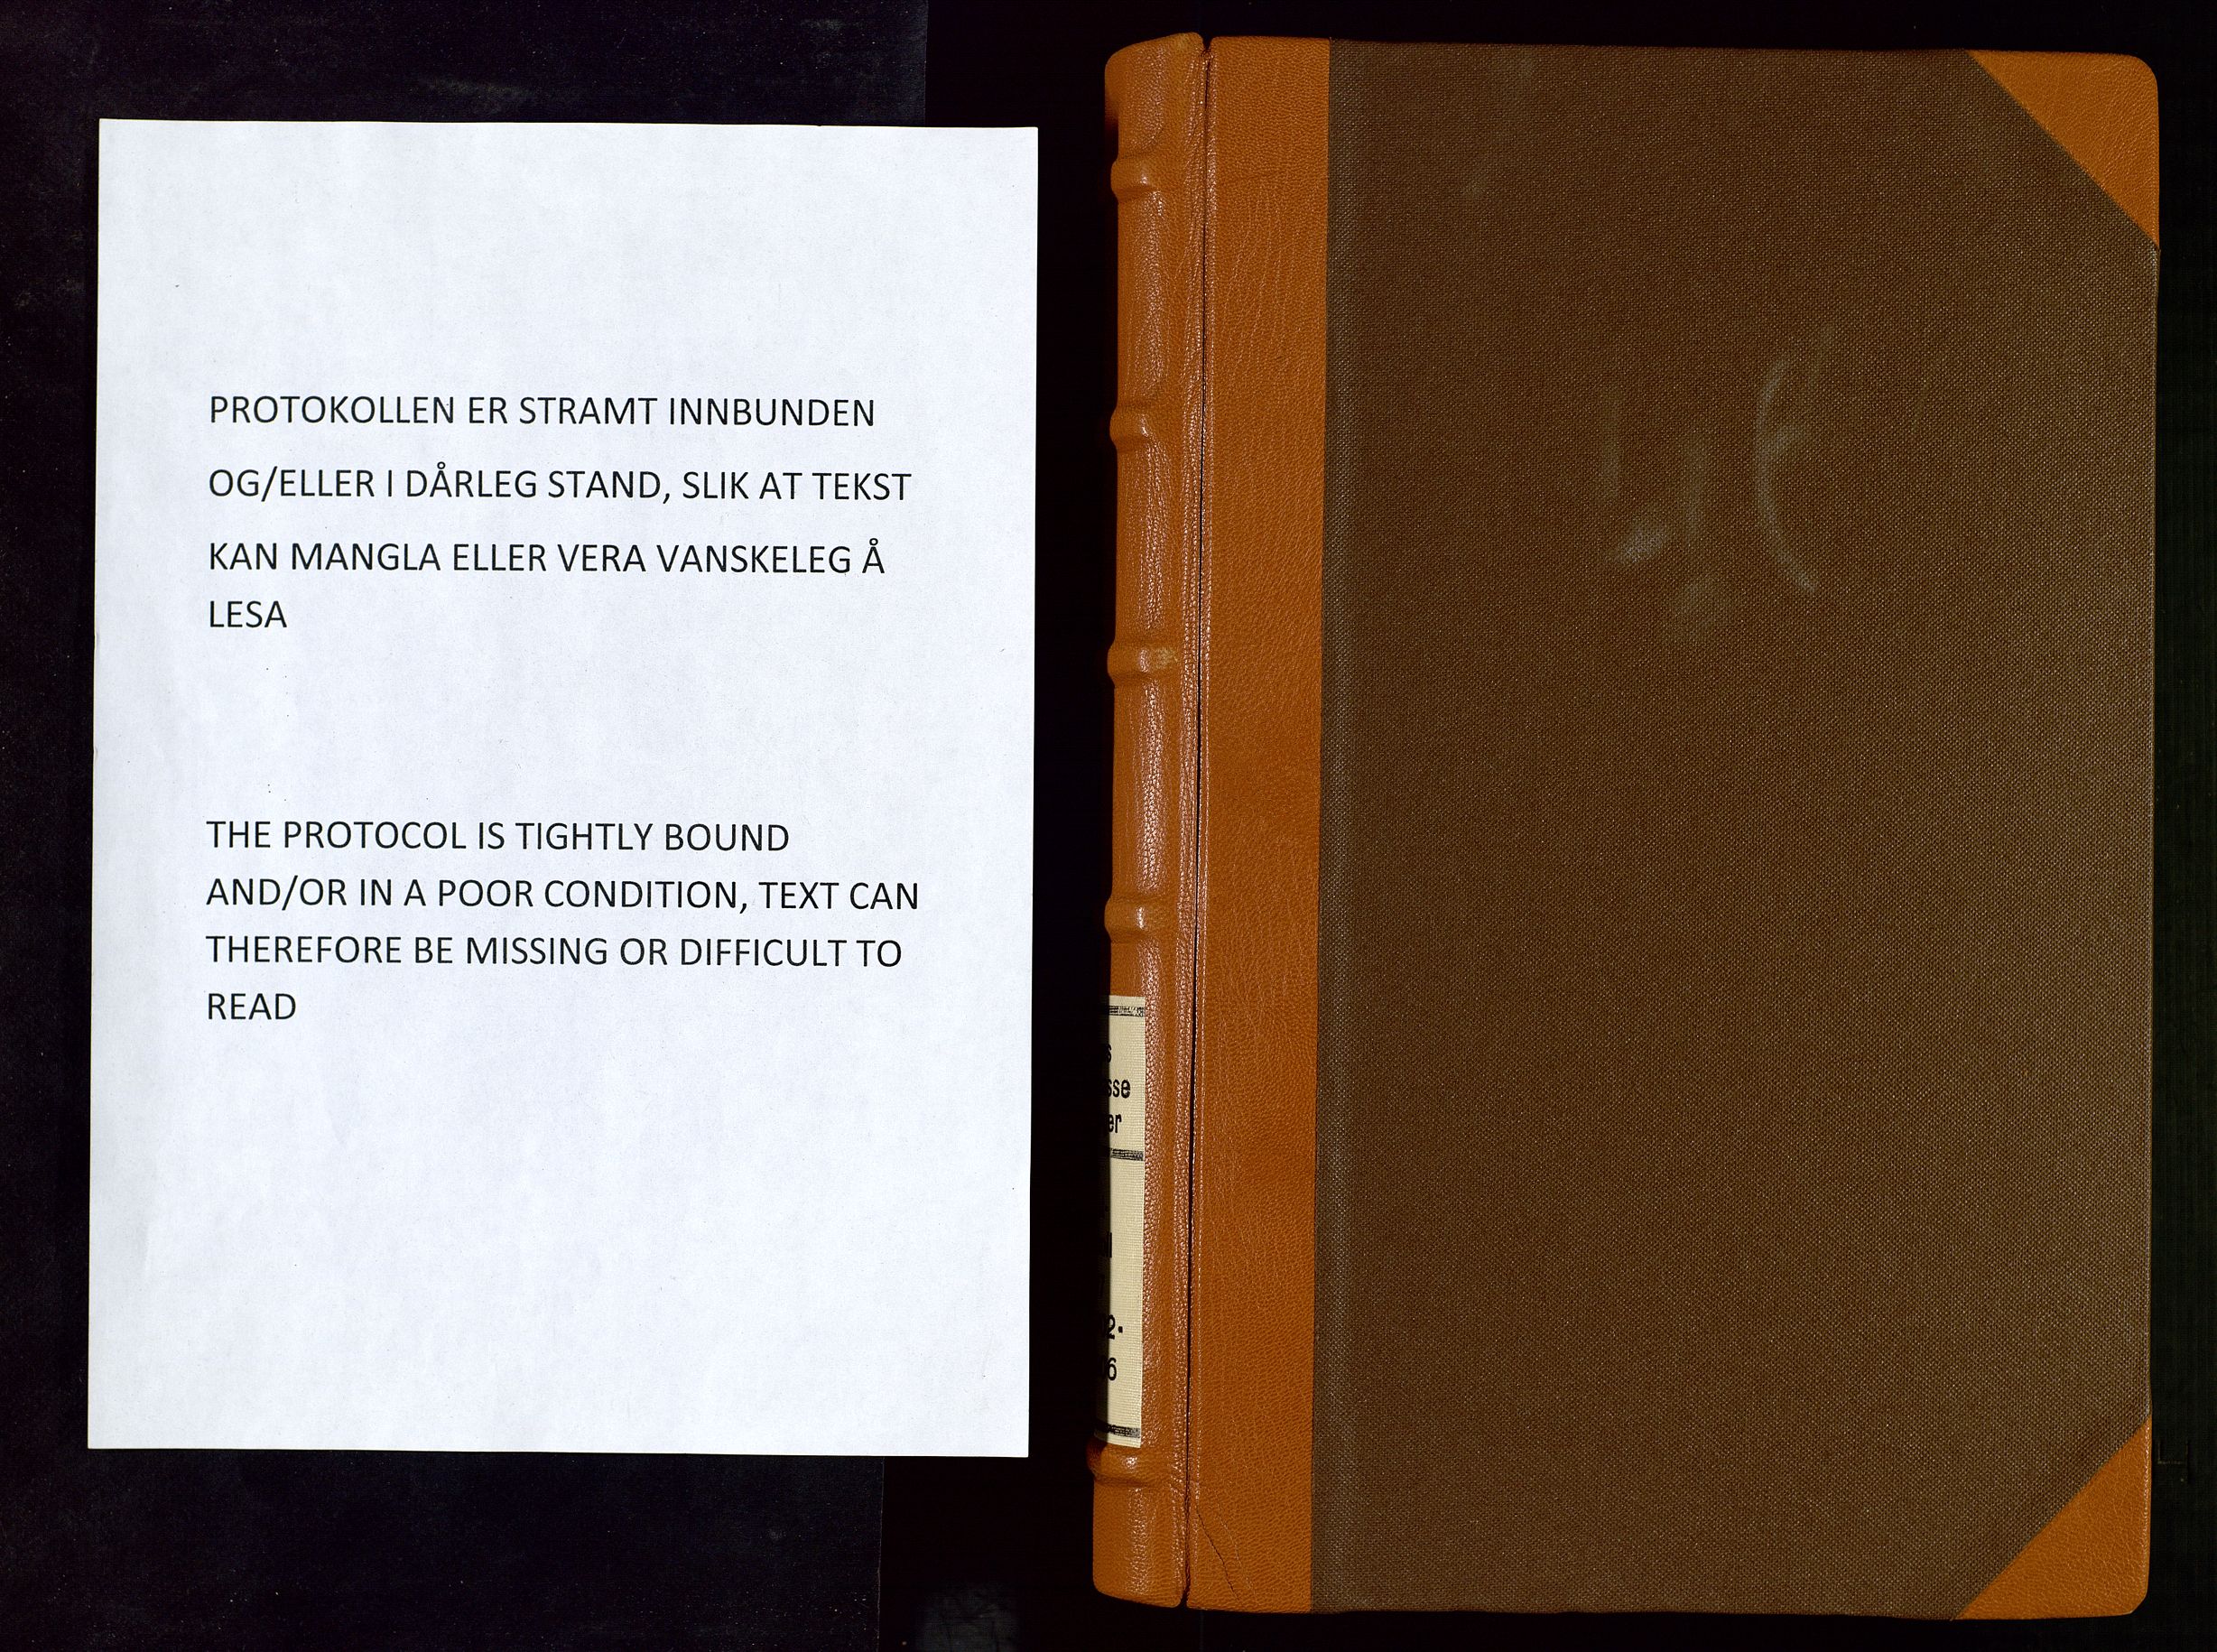 PROTOKOLLEN ER STRAMT INNBUNDEN
OG/ELLER I DÅRLEG STAND, SLIK AT TEKST
KAN MANGLA ELLER VERA VANSKELEG Å
LESA
THE PROTOCOL IS TIGHTLY BOUND
AND/OR IN A POOR CONDITION, TEXT CAN
THEREFORE BE MISSING OR DIFFICULT TO
READ